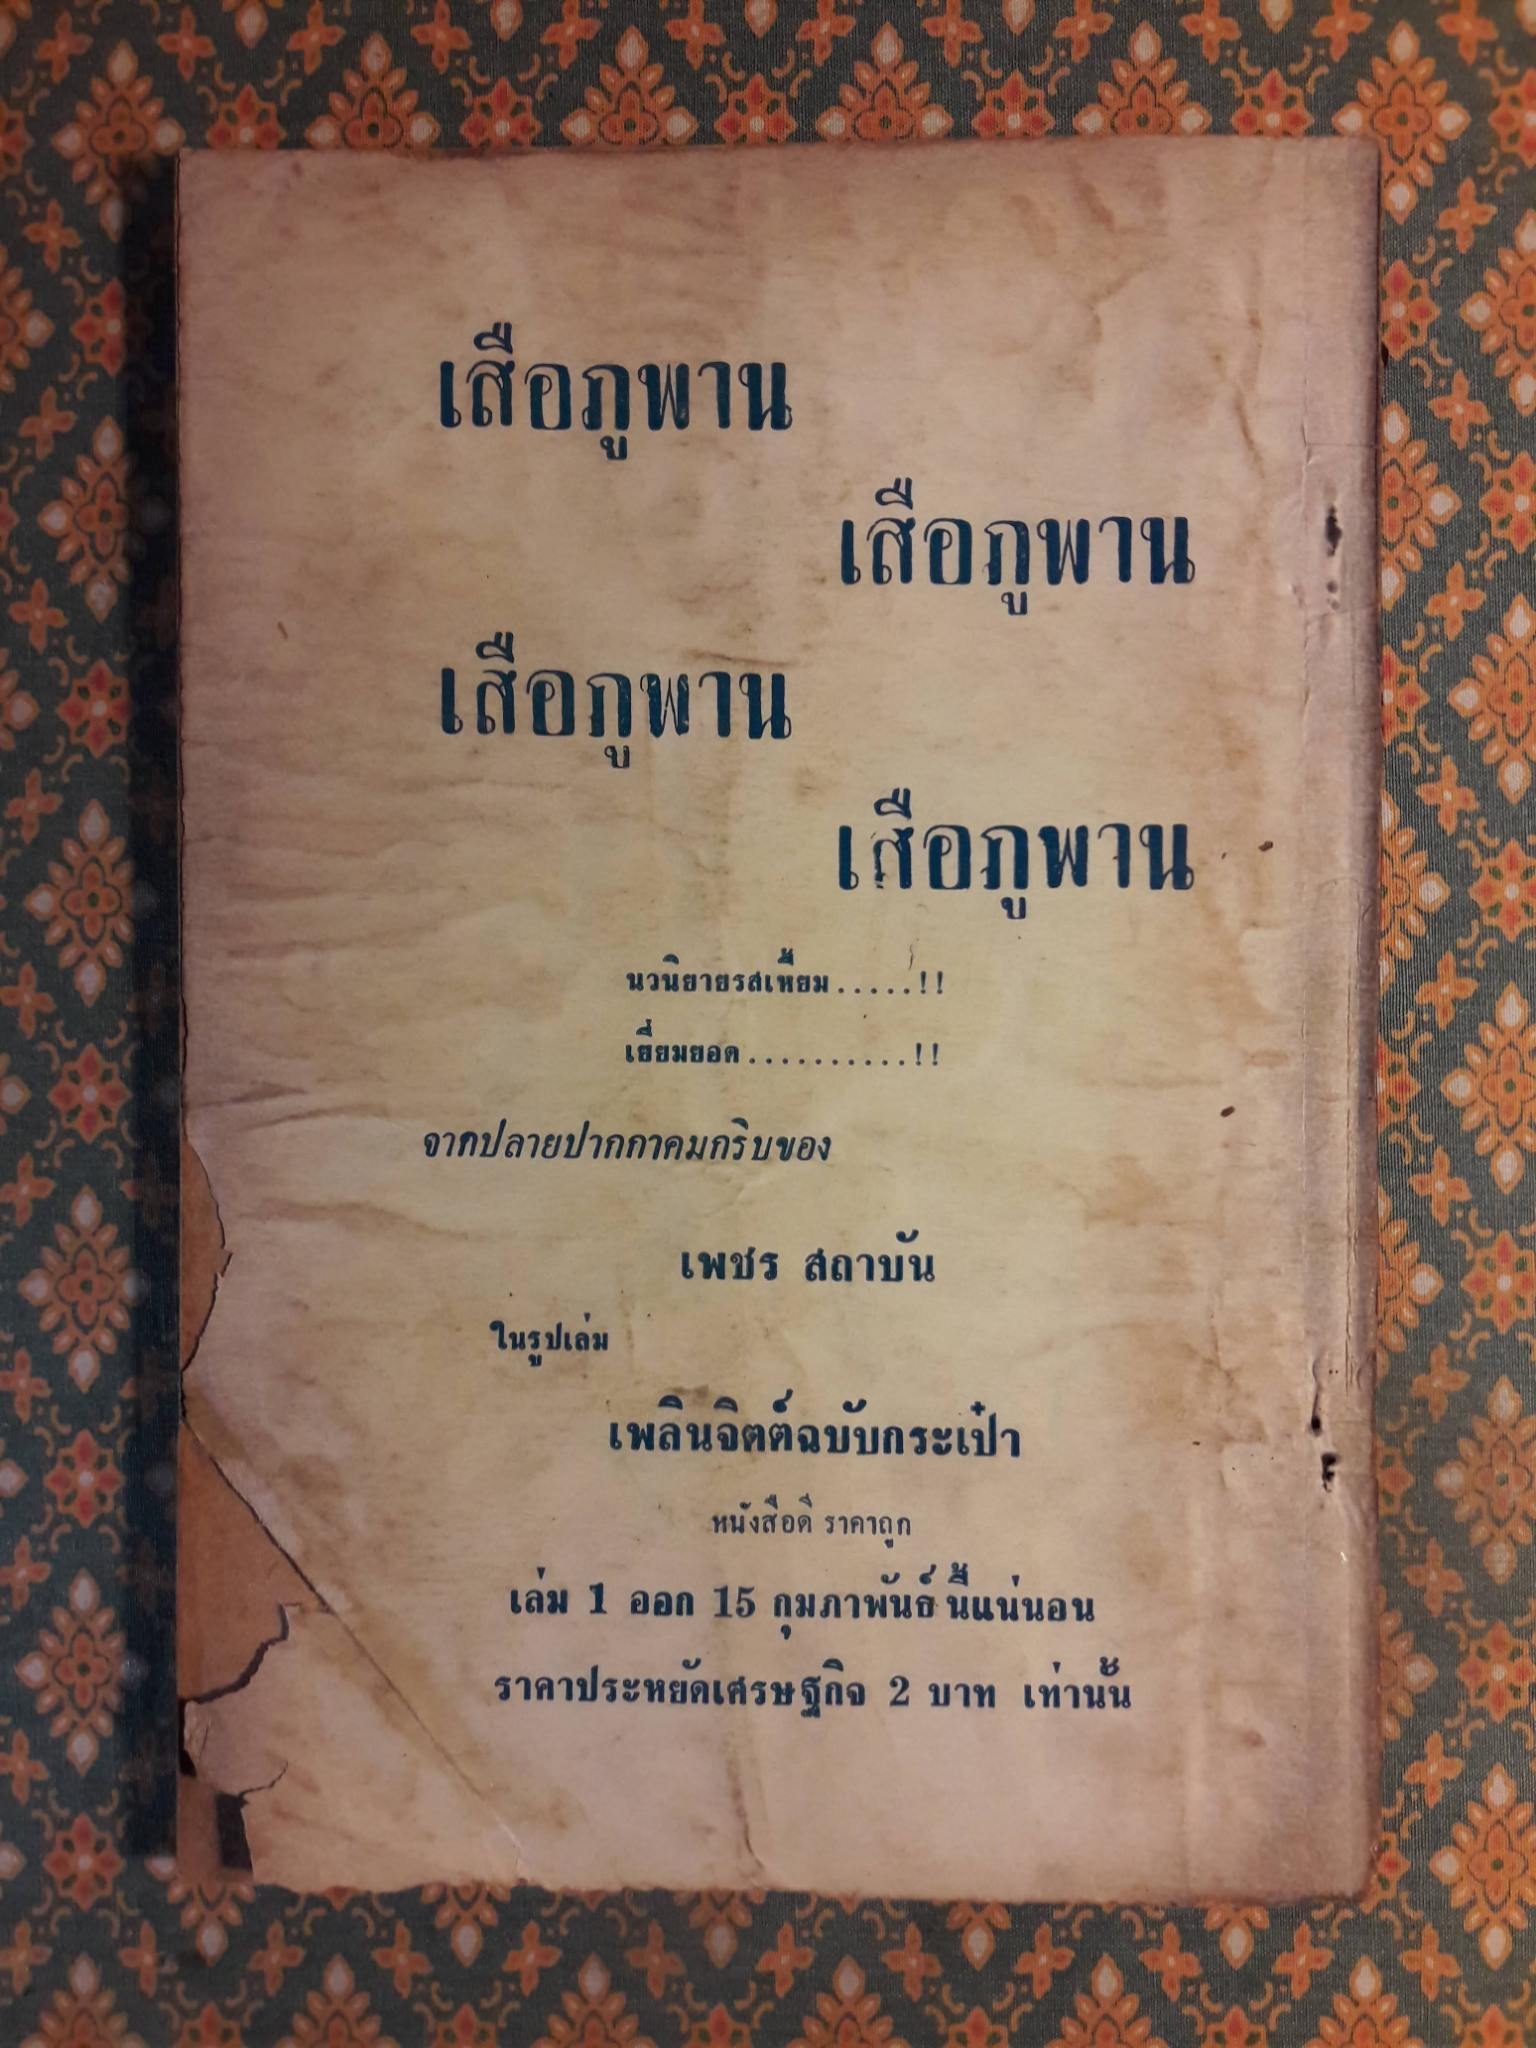 เสือภูพาน
เสือภูพาน
เสือภูพาน
เสือภูพาน
นวนิยายรสเหี้ยม.....!!
เยี่ยมยอด..........!!
จากปลายปากกาคมกริบของ
เพชร สถาบัน
ในรูปเล่ม
เพลินจิตต์ฉบับกระเป๋า
หนังสือดี ราคาถูก
เล่ม 1 ออก 15 กุมภาพันธ์ นี้แน่นอน
ราคาประหยัดเศรษฐกิจ 2 บาท เท่านั้น